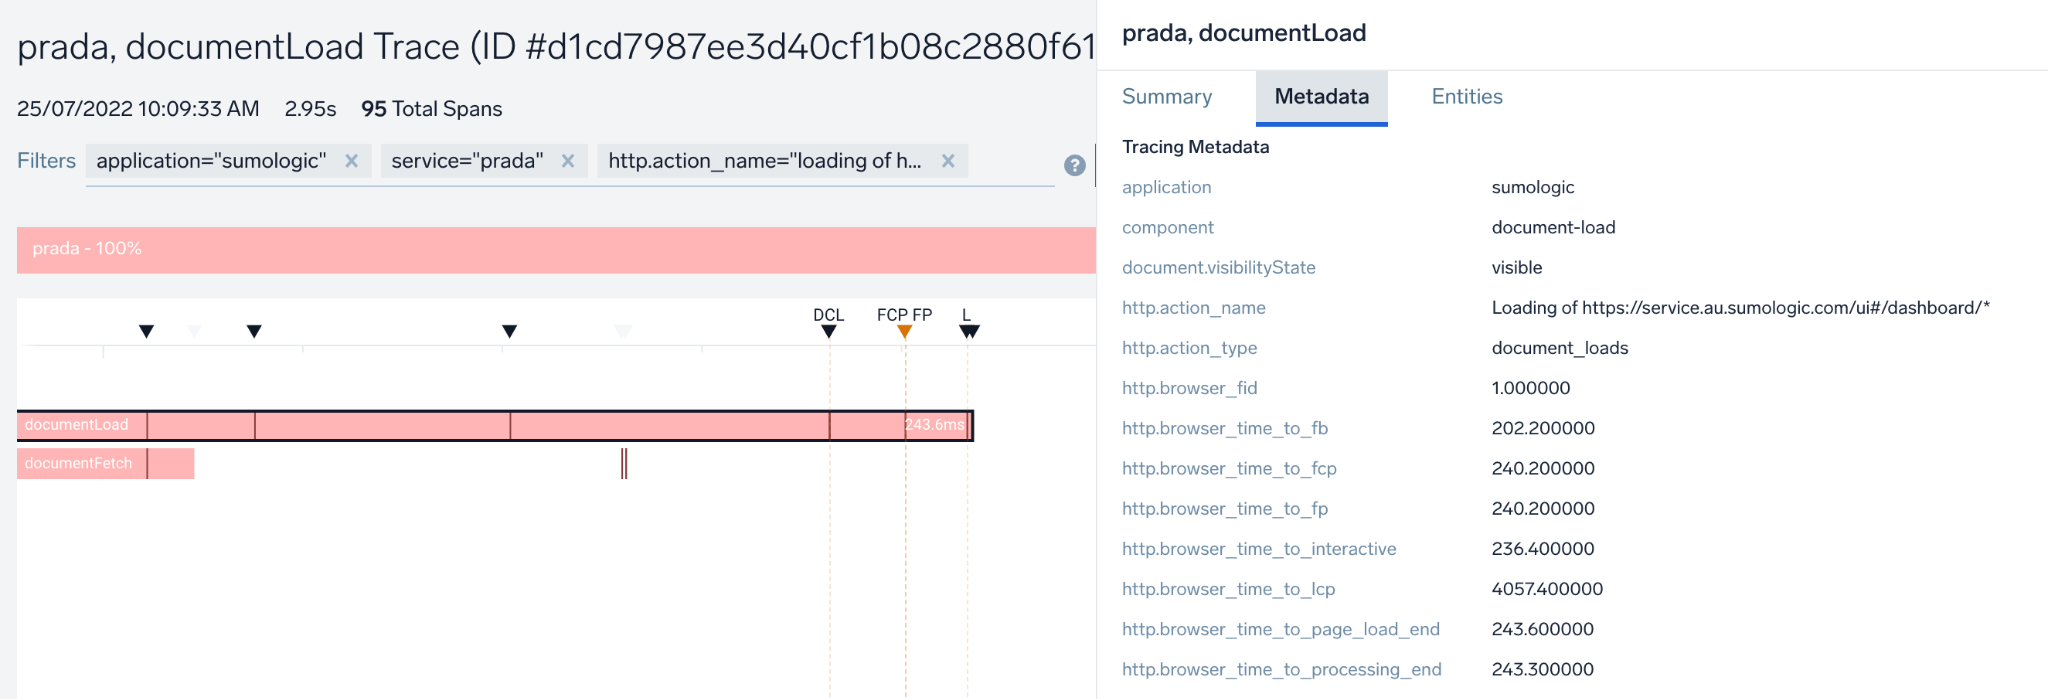 prada, documentLoad Trace (ID #d1cd7987ee3d40cf1b08c2880f61
25/07/2022 10:09:33 AM 2.95s 95 Total Spans
Filters application="sumologic" × service="prada" × http.action_name="loading of h... × ?
prada - 100%
DCL FCP FP L
documentLoad 243.6ms
documentFetch
prada, documentLoad
Summary Metadata Entities
Tracing Metadata
application sumologic
component document-load
document.visibilityState visible
http.action_name Loading of https://service.au.sumologic.com/ui#/dashboard/*
http.action_type document_loads
http.browser_fid 1.000000
http.browser_time_to_fb 202.200000
http.browser_time_to_fcp 240.200000
http.browser_time_to_fp 240.200000
http.browser_time_to_interactive 236.400000
http.browser_time_to_lcp 4057.400000
http.browser_time_to_page_load_end 243.600000
http.browser_time_to_processing_end 243.300000